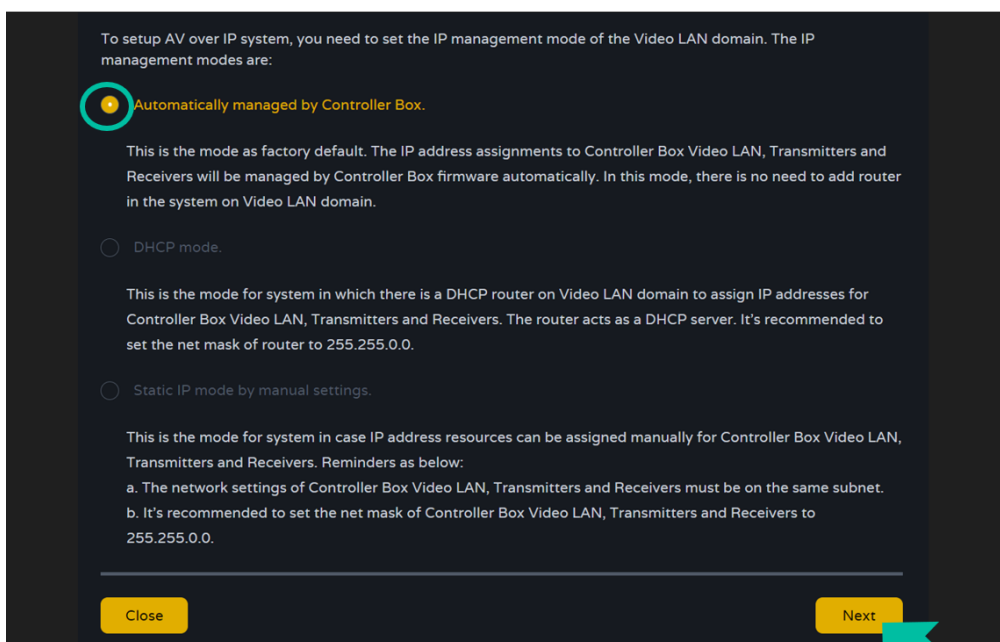 To setup AV over IP system, you need to set the IP management mode of the Video LAN domain. The IP
management modes are:
Automatically managed by Controller Box.
This is the mode as factory default. The IP address assignments to Controller Box Video LAN, Transmitters and
Receivers will be managed by Controller Box firmware automatically. In this mode, there is no need to add router
in the system on Video LAN domain.
DHCP mode.
This is the mode for system in which there is a DHCP router on Video LAN domain to assign IP addresses for
Controller Box Video LAN, Transmitters and Receivers. The router acts as a DHCP server. It's recommended to
set the net mask of router to 255.255.0.0.
Static IP mode by manual settings.
This is the mode for system in case IP address resources can be assigned manually for Controller Box Video LAN,
Transmitters and Receivers. Reminders as below:
a. The network settings of Controller Box Video LAN, Transmitters and Receivers must be on the same subnet.
b. It's recommended to set the net mask of Controller Box Video LAN, Transmitters and Receivers to
255.255.0.0.
Close
Next